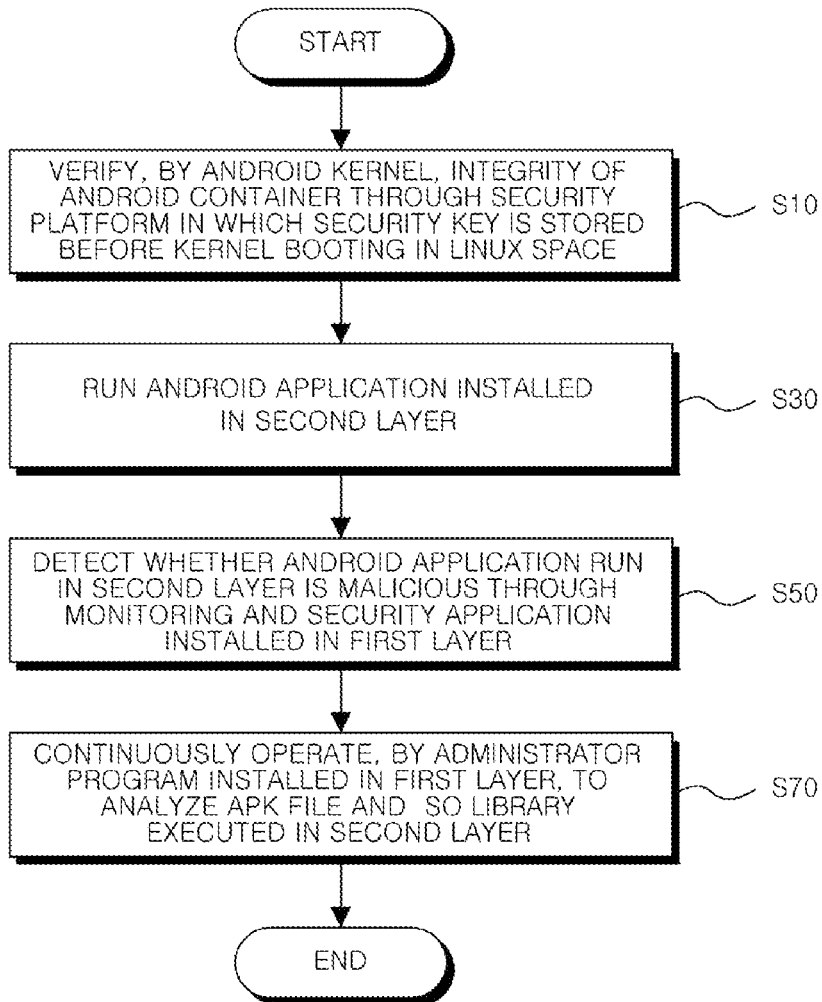 START
VERIFY, BY ANDROID KERNEL, INTEGRITY OF
ANDROID CONTAINER THROUGH SECURITY
PLATFORM IN WHICH SECURITY KEY IS STORED
BEFORE KERNEL BOOTING IN LINUX SPACE
S10
RUN ANDROID APPLICATION INSTALLED
IN SECOND LAYER
S30
DETECT WHETHER ANDROID APPLICATION RUN
IN SECOND LAYER IS MALICIOUS THROUGH
MONITORING AND SECURITY APPLICATION
INSTALLED IN FIRST LAYER
S50
CONTINUOUSLY OPERATE, BY ADMINISTRATOR
PROGRAM INSTALLED IN FIRST LAYER, TO
ANALYZE APK FILE AND SO LIBRARY
EXECUTED IN SECOND LAYER
S70
END